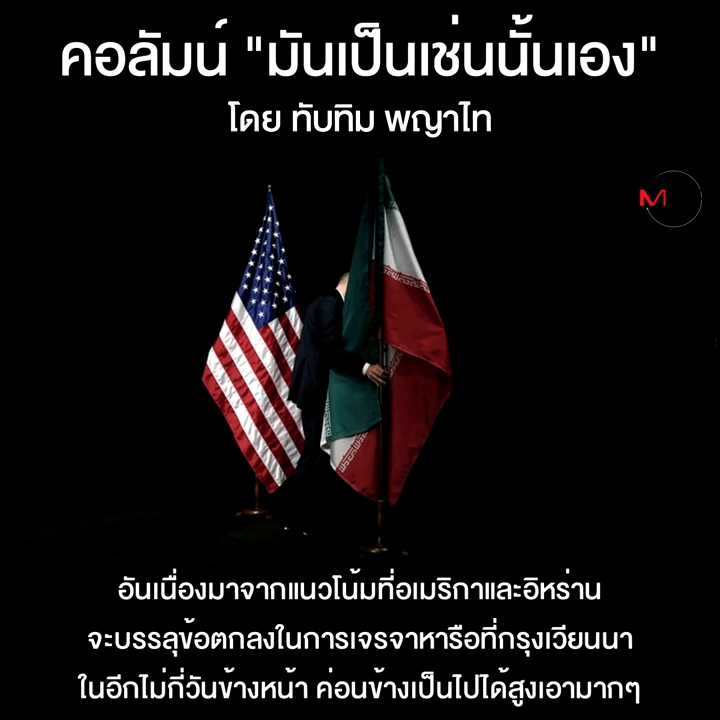 คอลัมน์ "มันเป็นเช่นนั้นเอง"
โดย ทับทิม พญาไท
M
อันเนื่องมาจากแนวโน้มที่อเมริกาและอิหร่าน
จะบรรลุข้อตกลงในการเจรจาหารือที่กรุงเวียนนา
ในอีกไม่กี่วันข้างหน้า ค่อนข้างเป็นไปได้สูงเอามากๆ